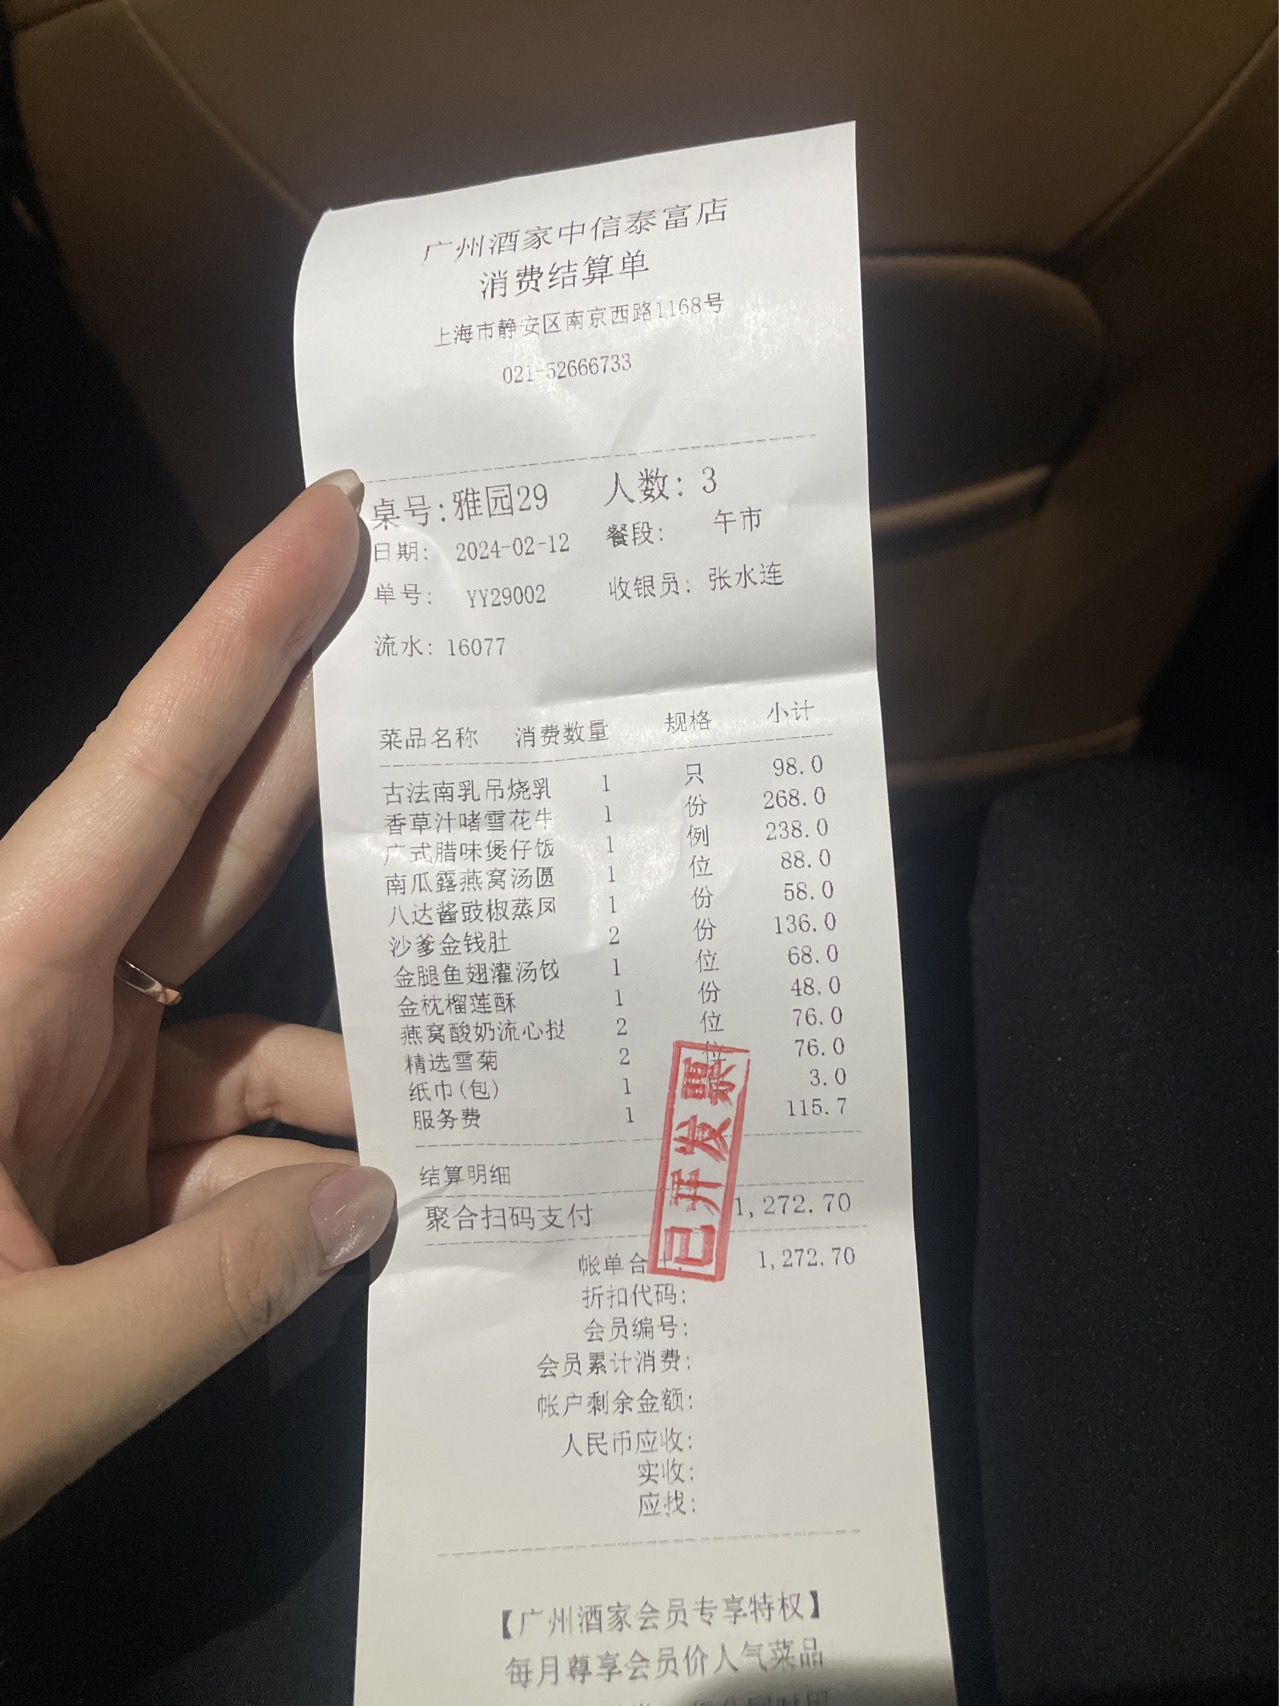 广州酒家中信泰富店
消费结算单
上海市静安区南京西路1168号
021-52666733
桌号:雅园29 人数: 3
日期: 2024-02-12 餐段: 午市
单号: YY29002 收银员: 张水连
流水: 16077
菜品名称 消费数量 规格 小计
古法南乳吊烧乳 1 只 98.0
香草汁啫雪花牛 1 份 268.0
广式腊味煲仔饭 1 例 238.0
南瓜露燕窝汤圆 1 位 88.0
八达酱豉椒蒸凤 1 份 58.0
沙爹金钱肚 2 份 136.0
金腿鱼翅灌汤饺 1 位 68.0
金枕榴莲酥 1 份 48.0
燕窝酸奶流心挞 2 位 76.0
精选雪菊 2 位 76.0
纸巾(包) 1 3.0
服务费 1 115.7
已开发票
结算明细
聚合扫码支付 1,272.70
帐单合 1,272.70
折扣代码:
会员编号:
会员累计消费:
帐户剩余金额:
人民币应收:
实收:
应找:
【广州酒家会员专享特权】
每月尊享会员价人气菜品